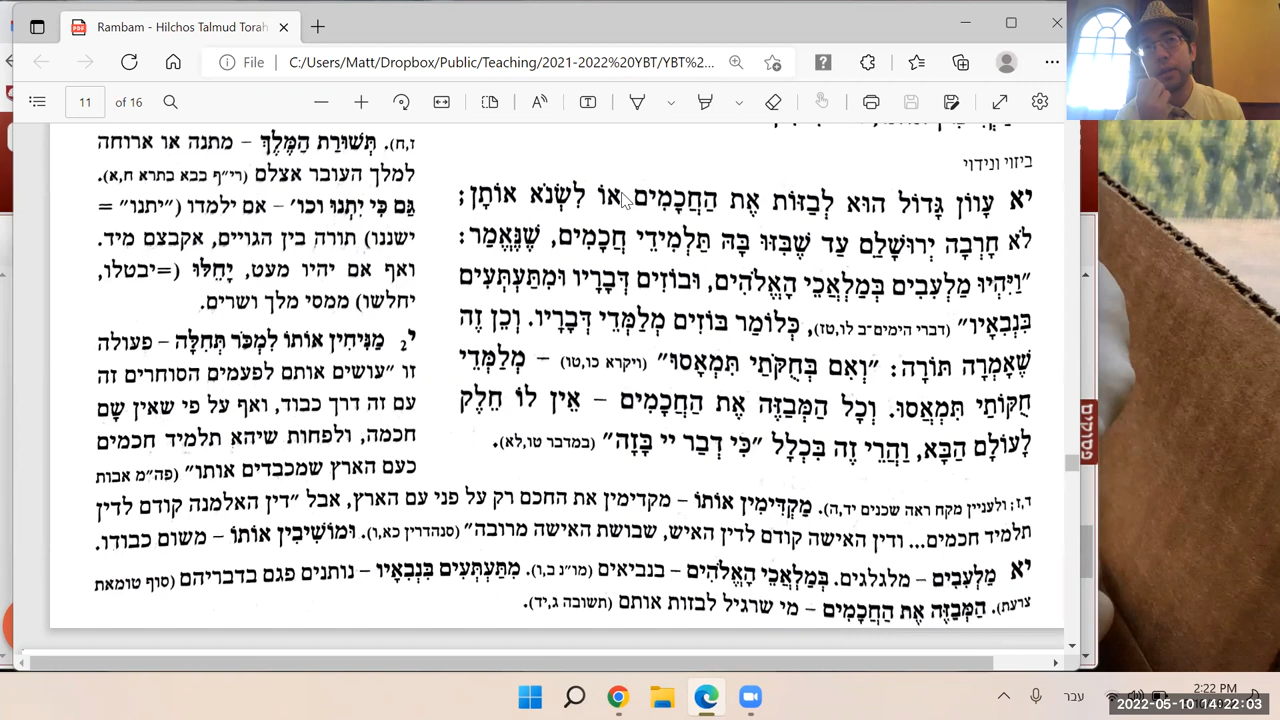 Rambam - Hilchos Talmud Torah
File
C:/Users/Matt/Dropbox/Public/Teaching/2021-2022%20YBT/YBT%2...
11 of 16
ביזוי ונידוי
יא עָווֹן גָּדוֹל הוּא לְבַזּוֹת אֶת הַחֲכָמִים אוֹ לִשְׂנֹא אוֹתָן;
לֹא חָרְבָה יְרוּשָׁלַםִ עַד שֶׁבִּזּוּ בָּהּ תַּלְמִידֵי חֲכָמִים, שֶׁנֶּאֱמַר:
"וַיִּהְיוּ מַלְעִבִים בְּמַלְאֲכֵי הָאֱלֹהִים, וּבוֹזִים דְּבָרָיו וּמִתַּעְתְּעִים
בִּנְבִאָיו" (דברי הימים־ב לו,טז), כְּלוֹמַר בּוֹזִים מְלַמְּדֵי דְּבָרָיו. וְכֵן זֶה
שֶׁאָמְרָה תּוֹרָה: "וְאִם בְּחֻקֹּתַי תִּמְאָסוּ" (ויקרא כו,טו) – מְלַמְּדֵי
חֻקּוֹתַי תִּמְאֲסוּ. וְכָל הַמְּבַזֶּה אֶת הַחֲכָמִים – אֵין לוֹ חֵלֶק
לָעוֹלָם הַבָּא, וַהֲרֵי זֶה בִּכְלָל "כִּי דְבַר יי בָּזָה" (במדבר טו,לא).
ז,ח). תְּשׁוּרַת הַמֶּלֶךְ – מתנה או ארוחה
למלך העובר אצלם (רי"ף בבא בתרא ח,א).
גַּם כִּי יִתְּנוּ וכו' – אם ילמדו ("יתנו" =
ישננו) תורה בין הגויים, אקבצם מיד.
ואף אם יהיו מעט, יָחֵלּוּ (=יבטלו,
יחלשו) ממסי מלך ושרים.
י2 מַנִּיחִין אוֹתוֹ לִמְכֹּר תְּחִלָּה – פעולה
זו "עושים אותם לפעמים הסוחרים זה
עם זה דרך כבוד, ואף על פי שאין שָׁם
חכמה, ולפחות שיהא תלמיד חכמים
כעם הארץ שמכבדים אותו" (פה"מ אבות
ד,ז; ולעניין מקח ראה שכנים יד,ה). מַקְדִּימִין אוֹתוֹ – מקדימין את החכם רק על פני עם הארץ, אבל "דין האלמנה קודם לדין
תלמיד חכמים... ודין האישה קודם לדין האיש, שבושת האישה מרובה" (סנהדרין כא,ו). וּמוֹשִׁיבִין אוֹתוֹ – משום כבודו.
יא מַלְעִבִים – מלגלגים. בְּמַלְאֲכֵי הָאֱלֹהִים – בנביאים (מו"נ ב,ו). מִתַּעְתְּעִים בִּנְבִאָיו – נותנים פגם בדבריהם (סוף טומאת
צרעת). הַמְּבַזֶּה אֶת הַחֲכָמִים – מי שרגיל לבזות אותם (תשובה ג,יד).
פסוקים
עבר
2:22 PM
2022-05-10 14:22:03